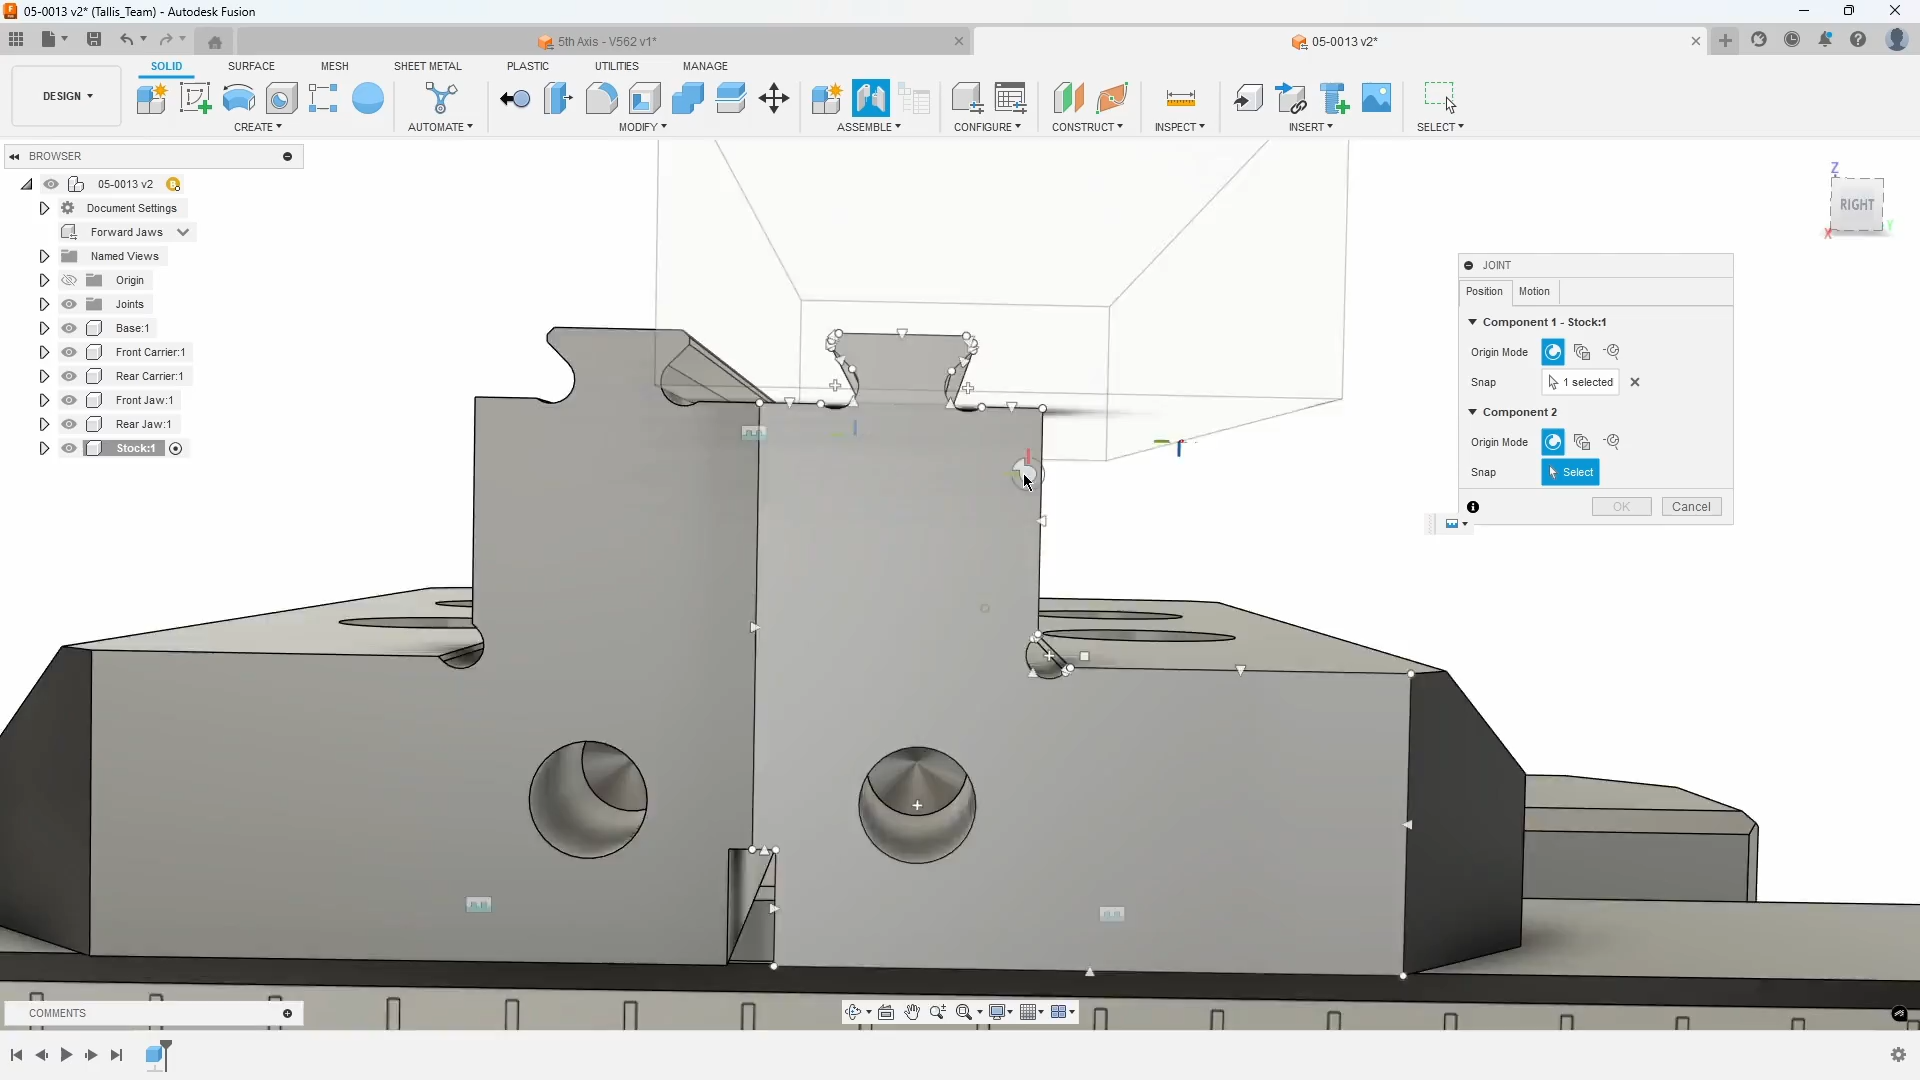 05-0013 v2* (Tallis_Team) - Autodesk Fusion
5th Axis - V562 v1*
05-0013 v2*
DESIGN
SOLID
SURFACE
MESH
SHEET METAL
PLASTIC
UTILITIES
MANAGE
CREATE
AUTOMATE
MODIFY
ASSEMBLE
CONFIGURE
CONSTRUCT
INSPECT
INSERT
SELECT
BROWSER
05-0013 v2
Document Settings
Forward Jaws
Named Views
Origin
Joints
Base:1
Front Carrier:1
Rear Carrier:1
Front Jaw:1
Rear Jaw:1
Stock:1
Z
RIGHT
X
Y
JOINT
Position
Motion
Component 1 - Stock:1
Origin Mode
Snap
1 selected
Component 2
Origin Mode
Snap
Select
OK
Cancel
COMMENTS